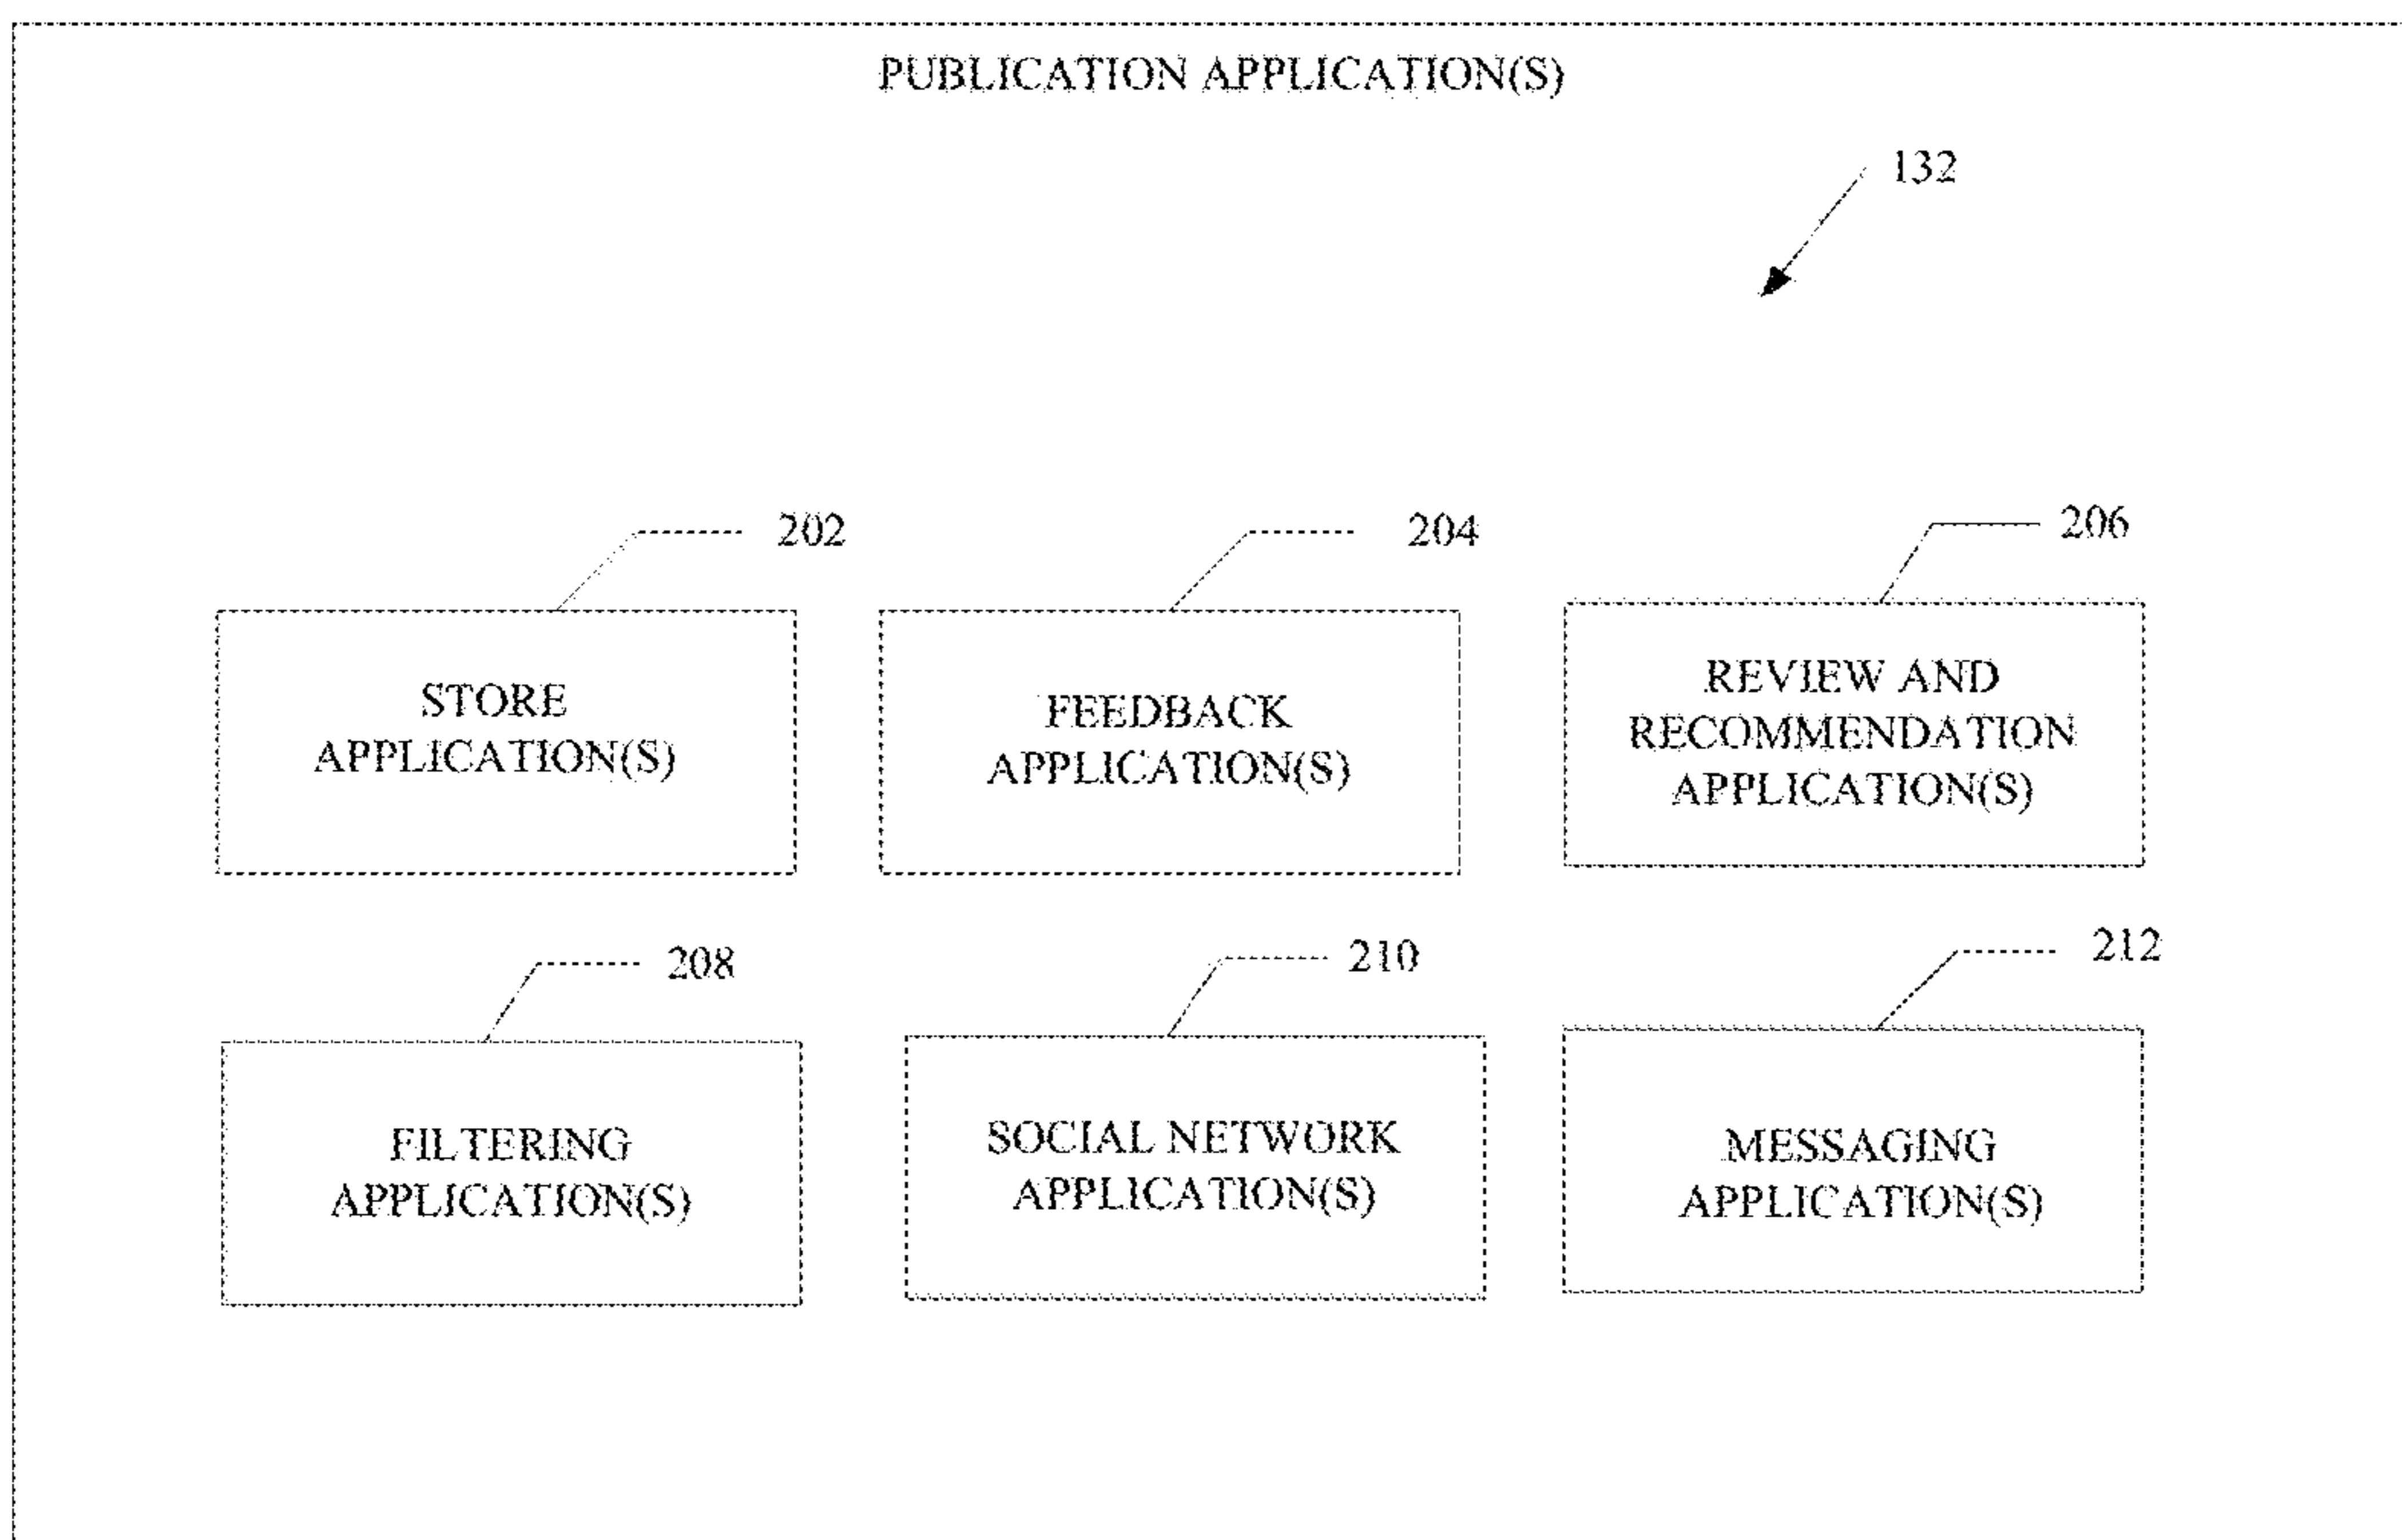 PUBLICATION APPLICATION(S)
132
202
204
206
STORE
APPLICATION(S)
FEEDBACK
APPLICATION(S)
REVIEW AND
RECOMMENDATION
APPLICATION(S)
208
210
212
FILTERING
APPLICATION(S)
SOCIAL NETWORK
APPLICATION(S)
MESSAGING
APPLICATION(S)